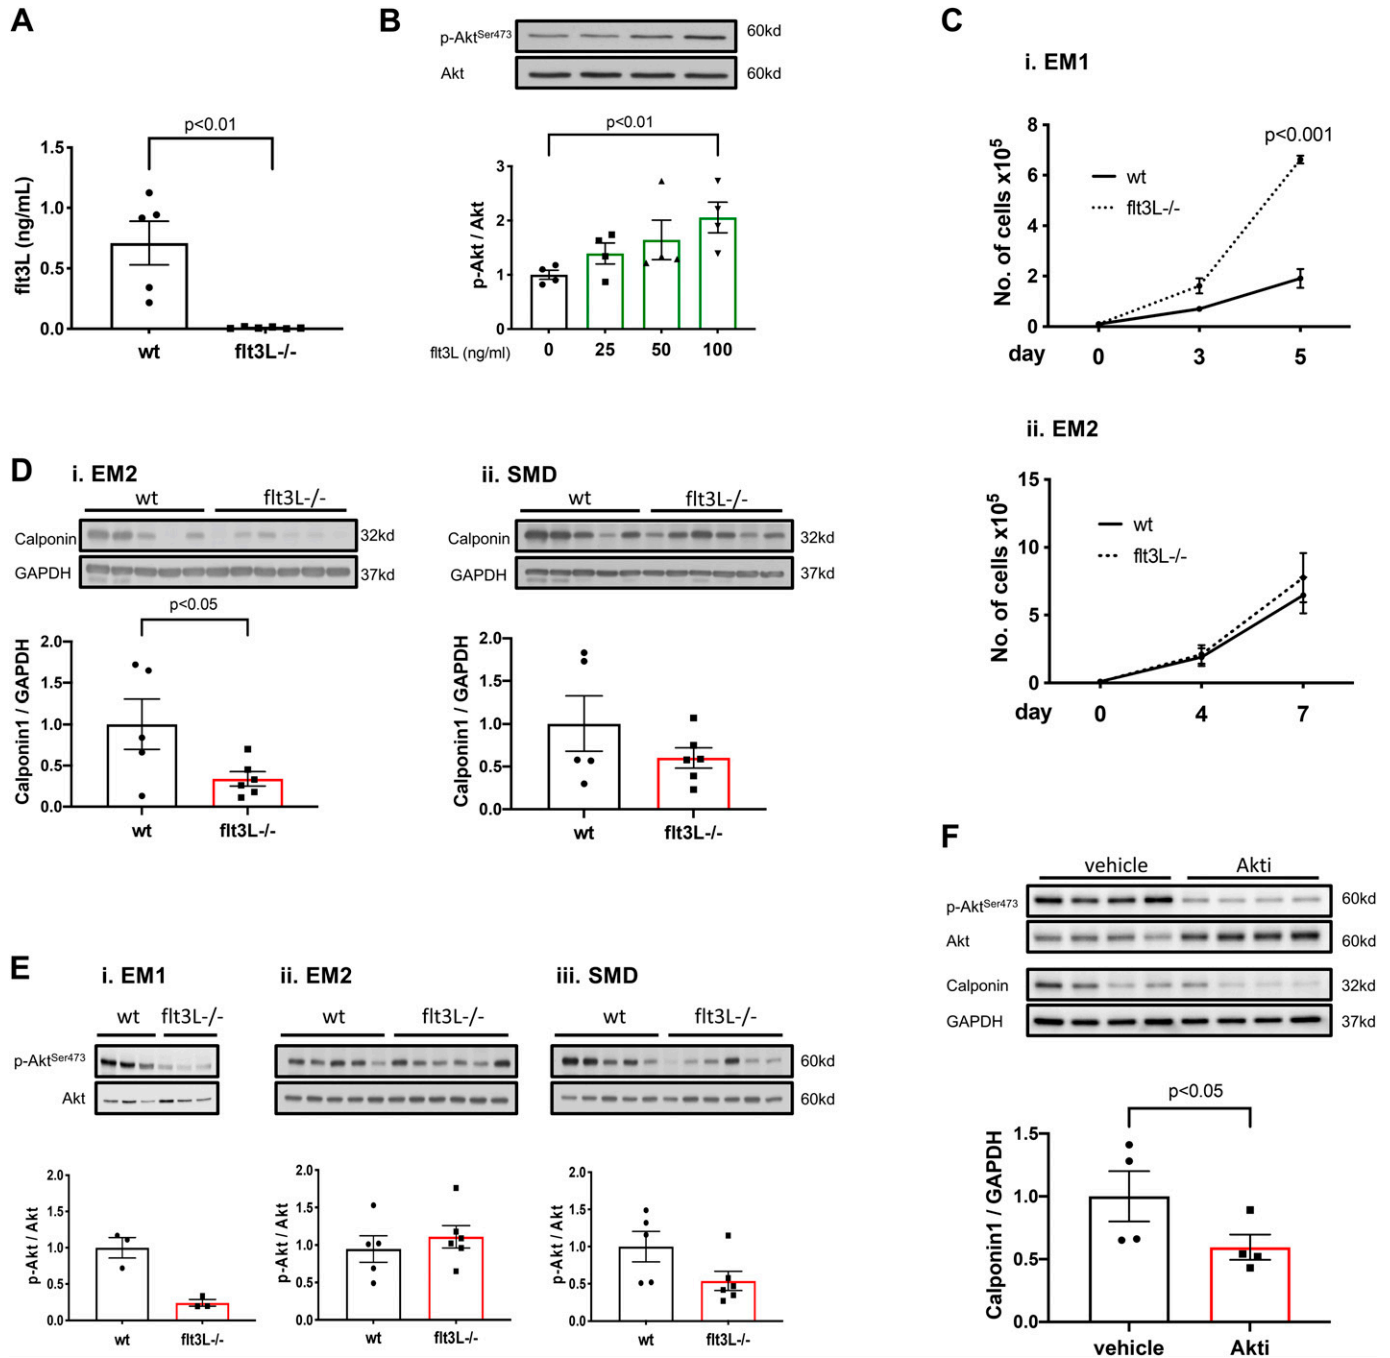 A
p<0.01
flt3L (ng/mL)
1.5
1.0
0.5
0.0
wt
flt3L-/-
B
p-AktSer473
60kd
Akt
60kd
p<0.01
p-Akt / Akt
3
2
1
0
flt3L (ng/ml)
0
25
50
100
C
i. EM1
No. of cells x10⁵
8
6
4
2
0
p<0.001
wt
flt3L-/-
day
0
3
5
ii. EM2
No. of cells x10⁵
15
10
5
0
wt
flt3L-/-
day
0
4
7
D
i. EM2
wt
flt3L-/-
Calponin
32kd
GAPDH
37kd
p<0.05
Calponin1 / GAPDH
2.0
1.5
1.0
0.5
0.0
wt
flt3L-/-
ii. SMD
wt
flt3L-/-
Calponin
32kd
GAPDH
37kd
Calponin1 / GAPDH
2.0
1.5
1.0
0.5
0.0
wt
flt3L-/-
E
i. EM1
wt
flt3L-/-
p-AktSer473
Akt
p-Akt / Akt
2.0
1.5
1.0
0.5
0.0
wt
flt3L-/-
ii. EM2
wt
flt3L-/-
p-Akt / Akt
2.0
1.5
1.0
0.5
0.0
wt
flt3L-/-
iii. SMD
wt
flt3L-/-
60kd
60kd
p-Akt / Akt
2.0
1.5
1.0
0.5
0.0
wt
flt3L-/-
F
vehicle
Akti
p-AktSer473
60kd
Akt
60kd
Calponin
32kd
GAPDH
37kd
p<0.05
Calponin1 / GAPDH
1.5
1.0
0.5
0.0
vehicle
Akti